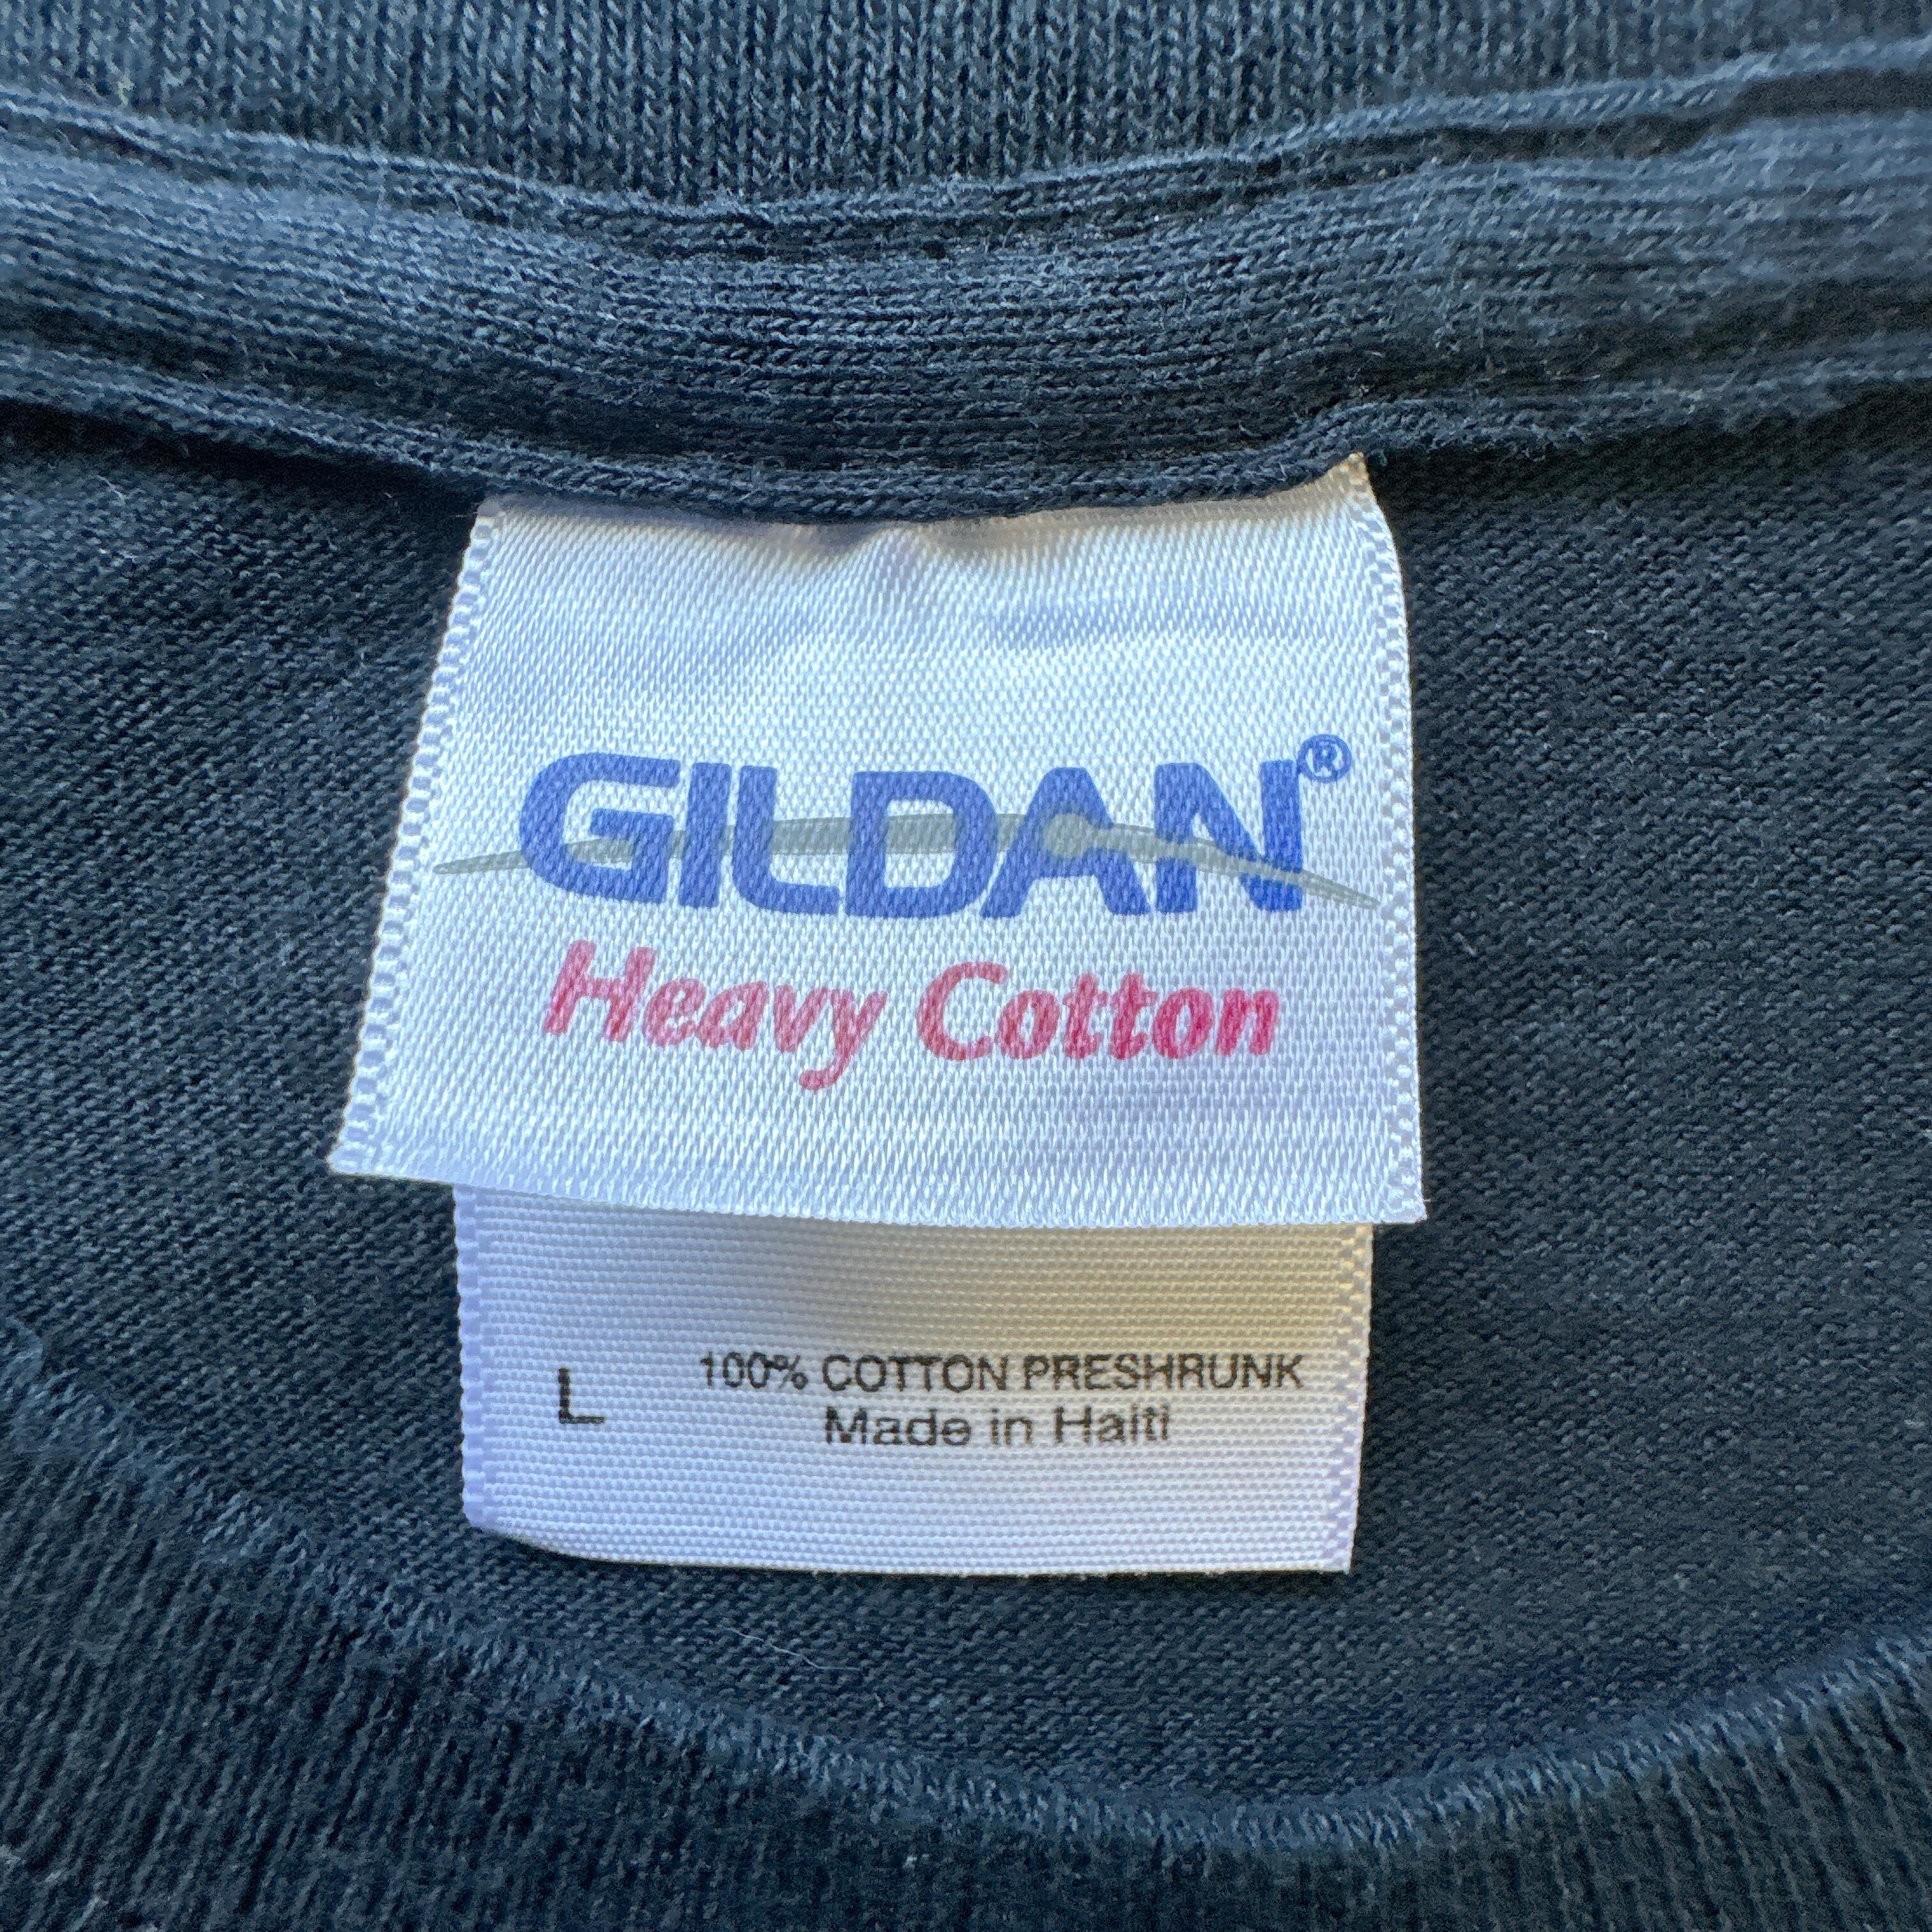 GILDAN®
Heavy Cotton
L
100% COTTON PRESHRUNK
Made in Haiti